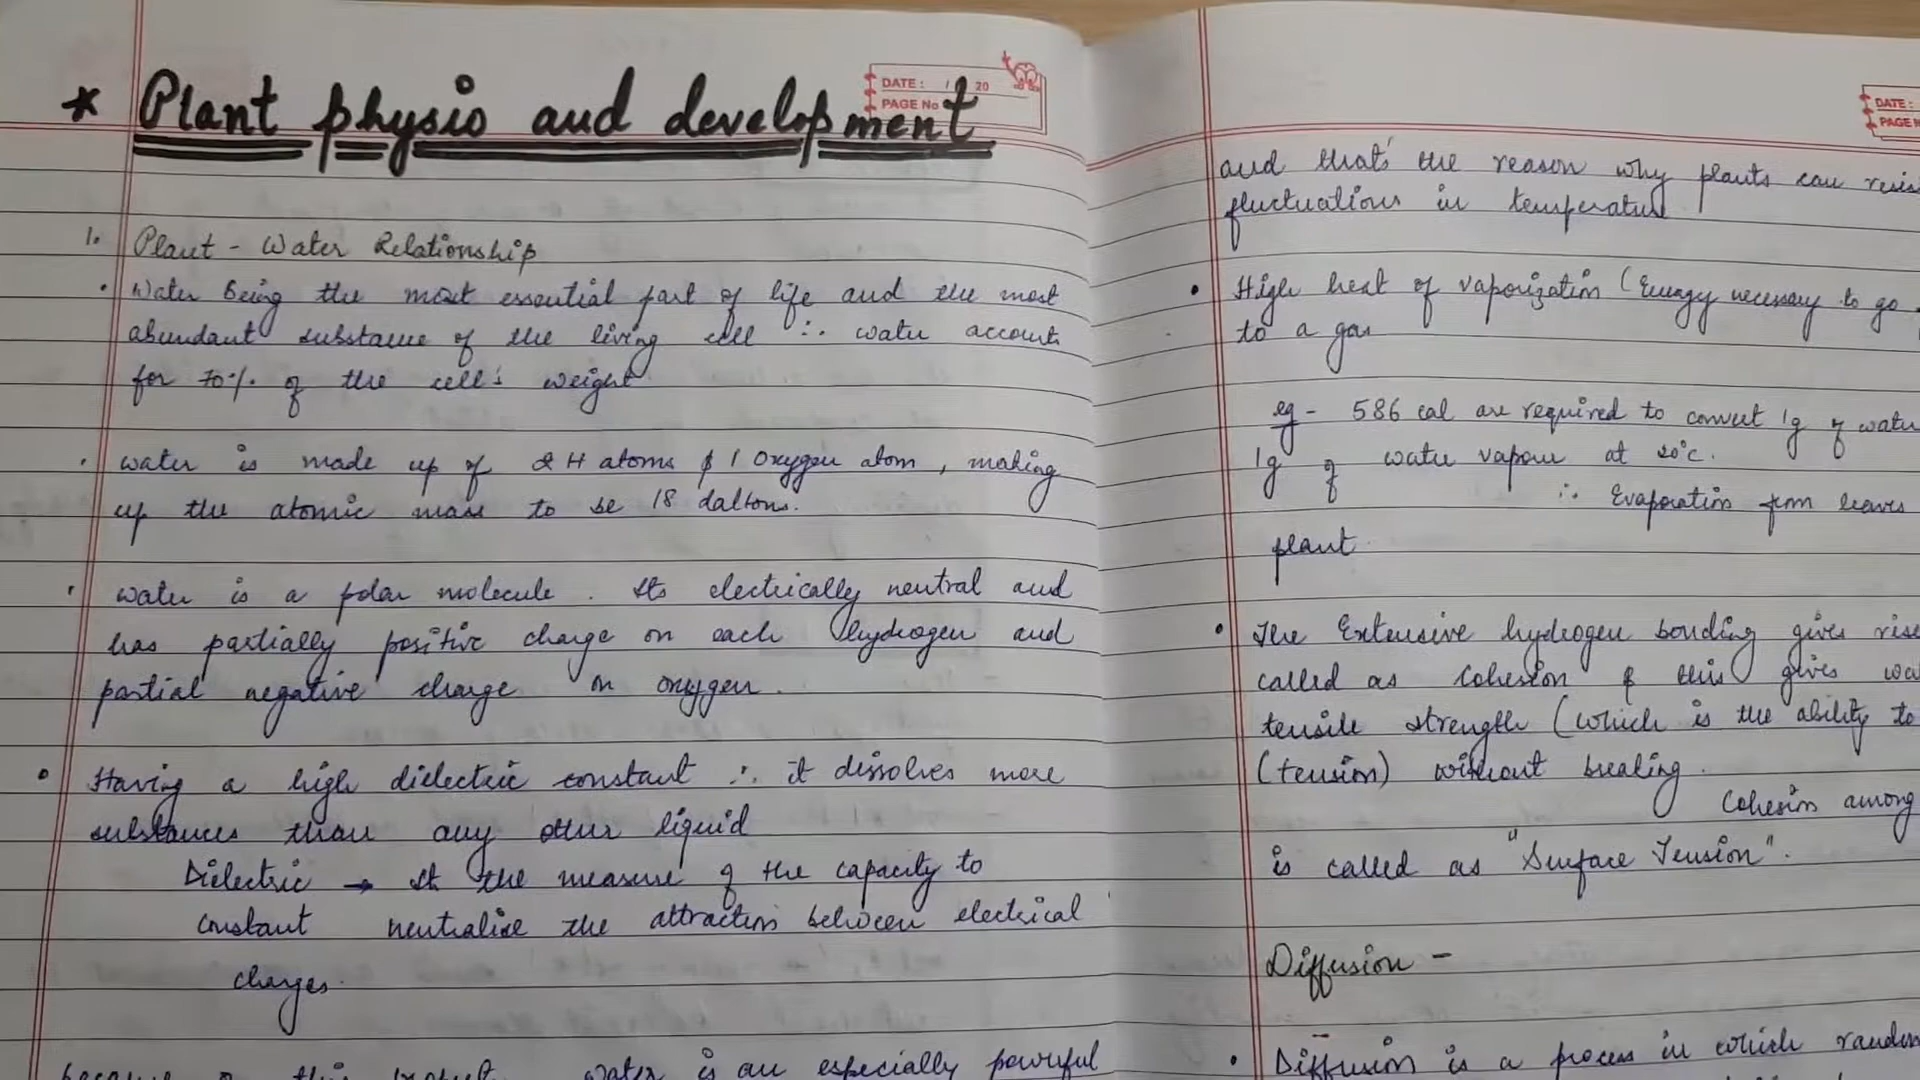 * Plant physio and development
DATE: / 20
PAGE No
1. Plant - Water Relationship
• Water Being the most essential part of life and the most
abundant substance of the living cell ∴ water accounts
for 70% of the cell's weight.
• water is made up of 2 H atoms & 1 Oxygen atom, making
up the atomic mass to be 18 daltons.
• water is a polar molecule. Its electrically neutral and
has partially positive charge on each hydrogen and
partial negative charge on oxygen.
• Having a high dielectric constant ∴ it dissolves more
substances than any other liquid
Dielectric → It the measure of the capacity to
constant neutralise the attraction between electrical
charges.
water is an especially powerful
DATE:
PAGE N
and that's the reason why plants can resis
fluctuations in temperature
• High heat of vaporization (Energy necessary to go
to a gas
eg - 586 cal are required to convert 1g of water
1g of water vapour at 20°C.
∴ Evaporation from leaves
plant
• The Extensive hydrogen bonding gives rise
called as Cohesion & this gives wa
tensile strength (which is the ability to
(tension) without breaking.
Cohesion among
is called as "Surface Tension".
Diffusion -
• Diffusion is a process in which random